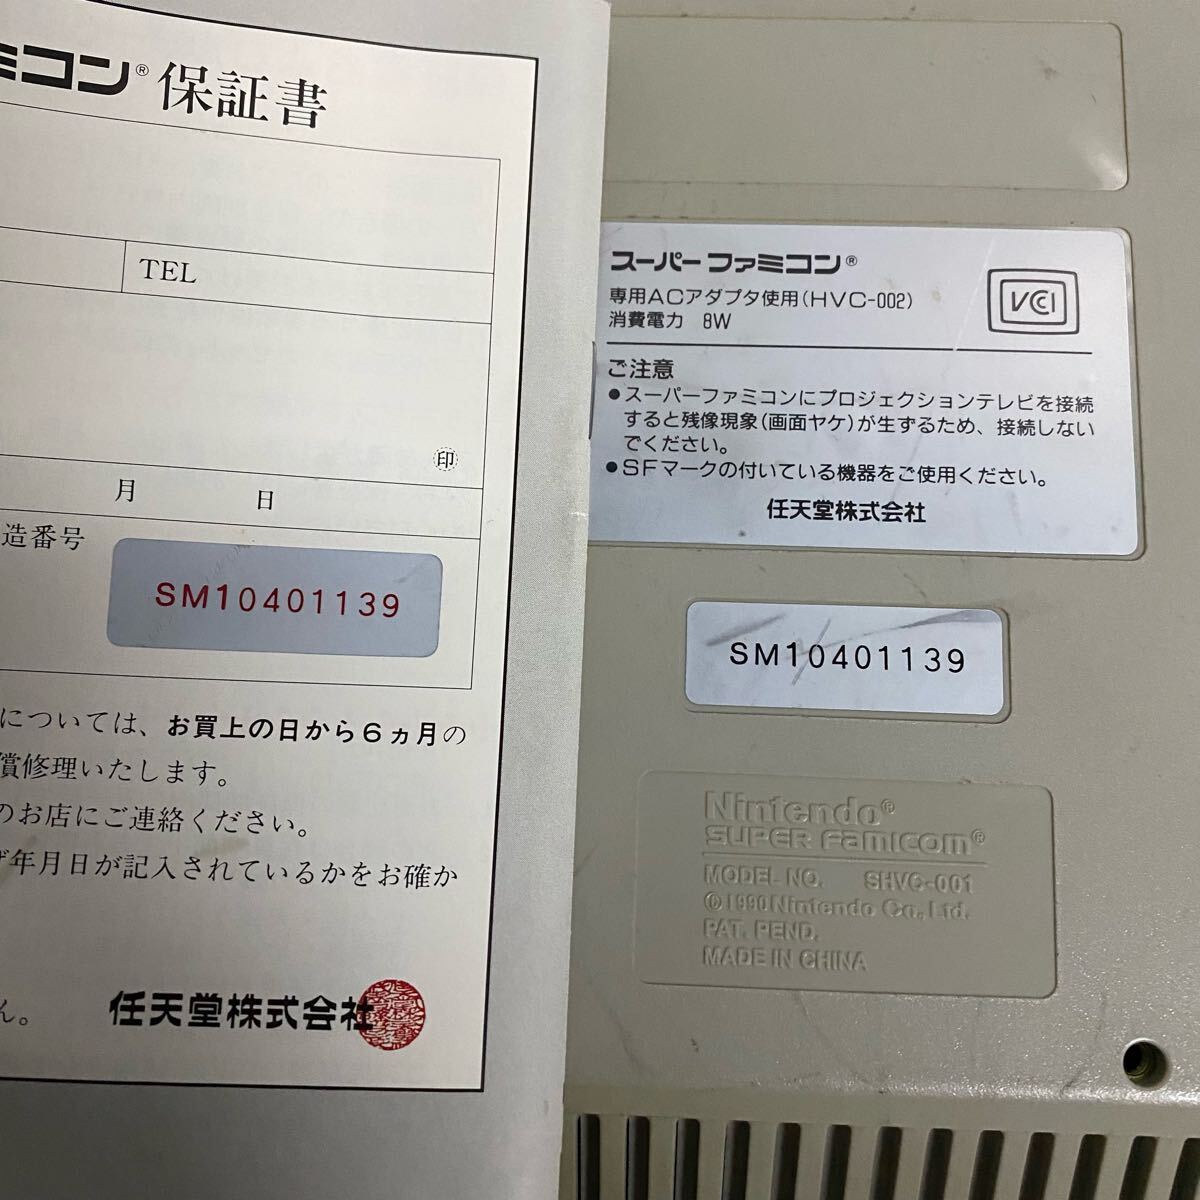 ミコン® 保証書
TEL
印
月 日
造番号
SM10401139
については、お買上の日から6ヵ月の
償修理いたします。
のお店にご連絡ください。
年月日が記入されているかをお確か
ん。
任天堂株式会社
スーパーファミコン®
専用ACアダプタ使用(HVC-002)
消費電力 8W
VCCI
ご注意
●スーパーファミコンにプロジェクションテレビを接続
すると残像現象(画面ヤケ)が生ずるため、接続しない
でください。
●SFマークの付いている機器をご使用ください。
任天堂株式会社
SM10401139
Nintendo®
SUPER Famicom®
MODEL NO. SHVC-001
©1990 Nintendo Co., Ltd.
PAT. PEND.
MADE IN CHINA